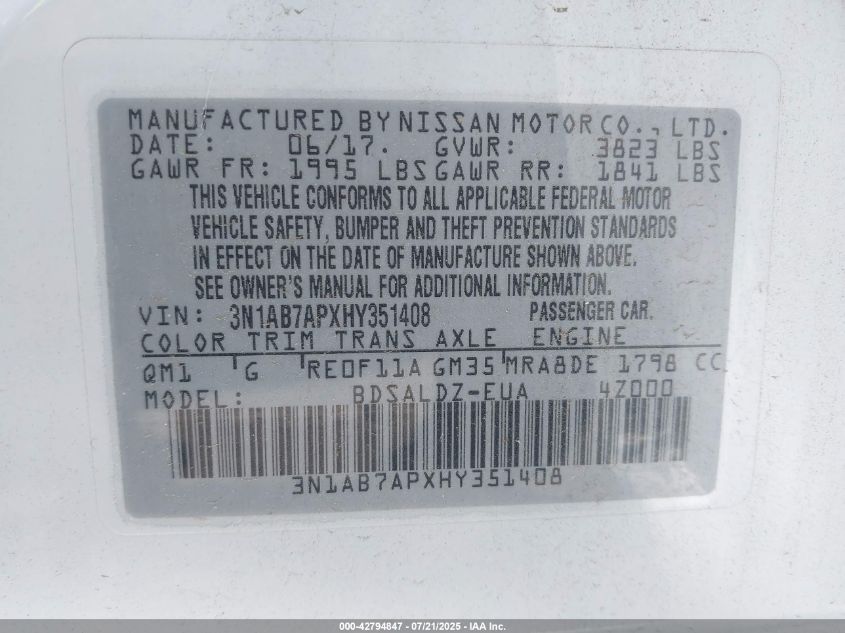 MANUFACTURED BY NISSAN MOTOR CO., LTD.
DATE: 06/17. GVWR: 3823 LBS
GAWR FR: 1995 LBS GAWR RR: 1841 LBS
THIS VEHICLE CONFORMS TO ALL APPLICABLE FEDERAL MOTOR
VEHICLE SAFETY, BUMPER AND THEFT PREVENTION STANDARDS
IN EFFECT ON THE DATE OF MANUFACTURE SHOWN ABOVE.
SEE OWNER'S MANUAL FOR ADDITIONAL INFORMATION.
VIN: 3N1AB7APXHY351408 PASSENGER CAR.
COLOR TRIM TRANS AXLE ENGINE
QM1 G RE0F11A GM35 MRA8DE 1798 CC
MODEL: BDSALDZ-EUA 4Z000
3N1AB7APXHY351408
000-42794847 - 07/21/2025 - IAA Inc.